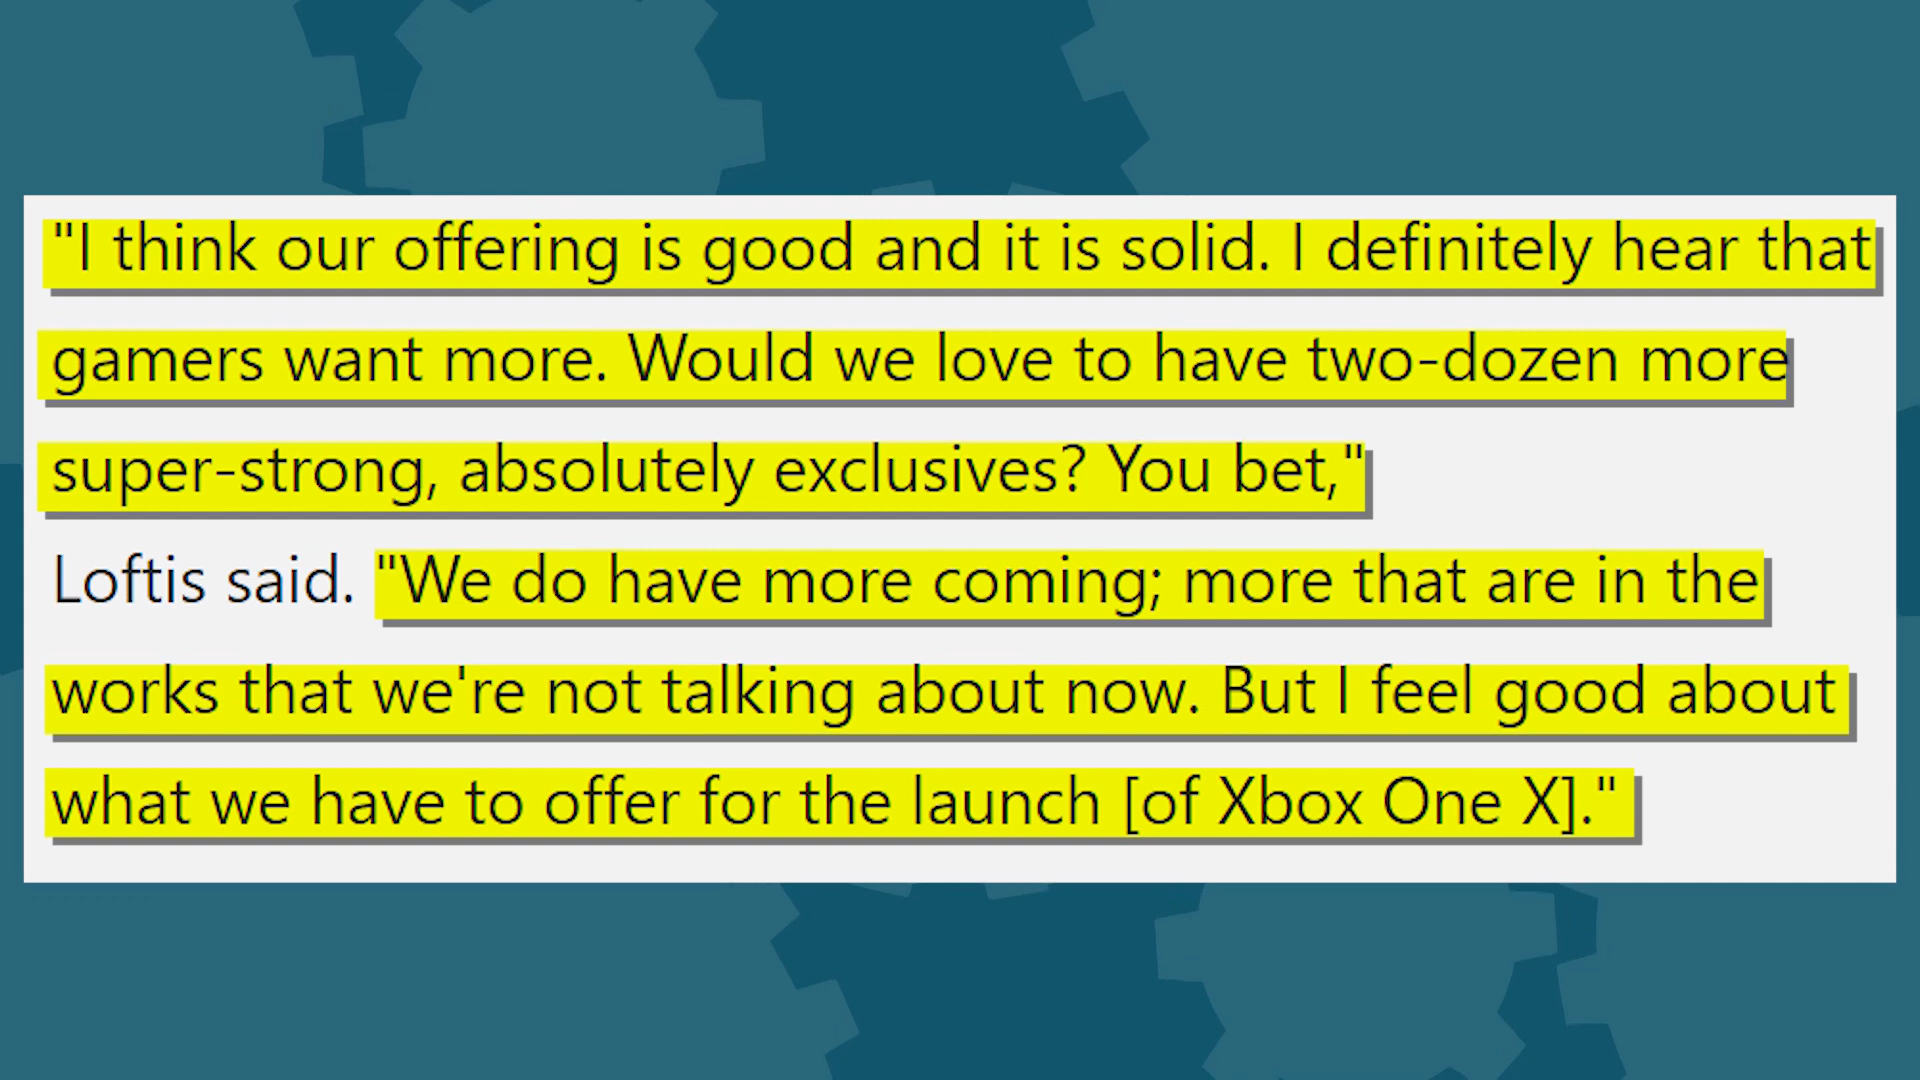 "I think our offering is good and it is solid. I definitely hear that
gamers want more. Would we love to have two-dozen more
super-strong, absolutely exclusives? You bet,"
Loftis said. "We do have more coming; more that are in the
works that we're not talking about now. But I feel good about
what we have to offer for the launch [of Xbox One X]."